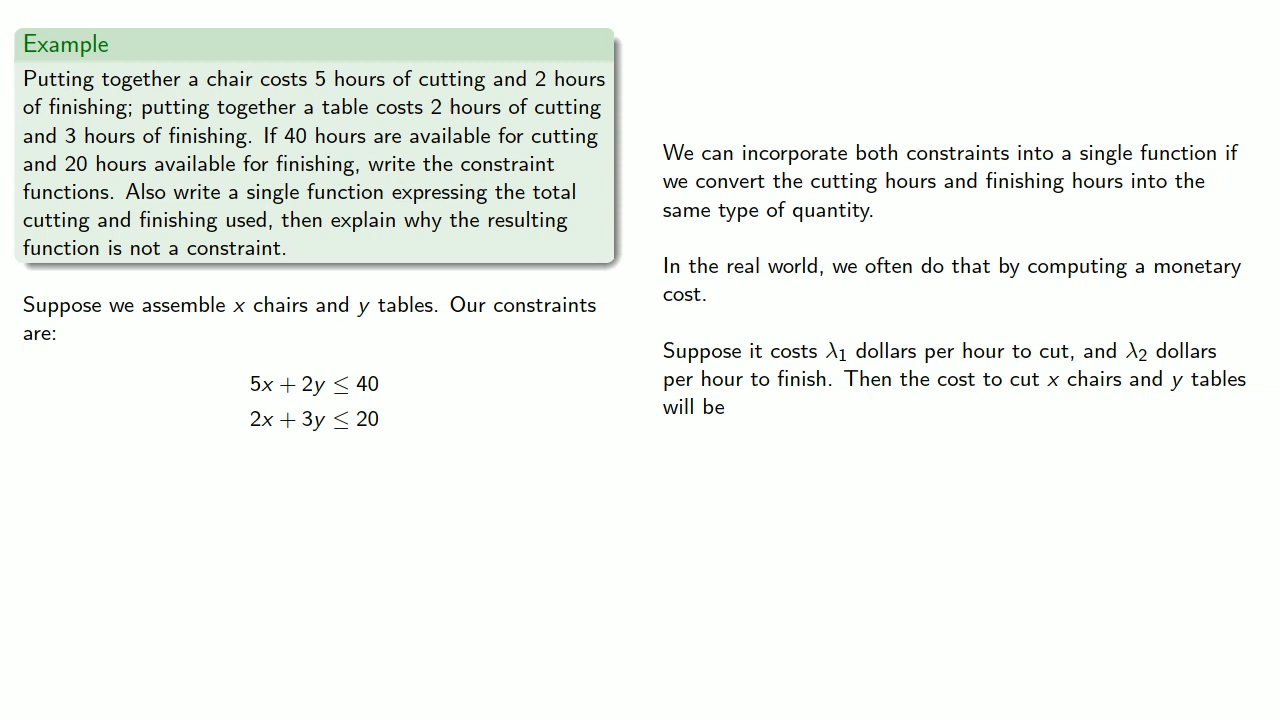 Example
Putting together a chair costs 5 hours of cutting and 2 hours
of finishing; putting together a table costs 2 hours of cutting
and 3 hours of finishing. If 40 hours are available for cutting
and 20 hours available for finishing, write the constraint
functions. Also write a single function expressing the total
cutting and finishing used, then explain why the resulting
function is not a constraint.
Suppose we assemble x chairs and y tables. Our constraints
are:
5x + 2y ≤ 40
2x + 3y ≤ 20
We can incorporate both constraints into a single function if
we convert the cutting hours and finishing hours into the
same type of quantity.
In the real world, we often do that by computing a monetary
cost.
Suppose it costs λ₁ dollars per hour to cut, and λ₂ dollars
per hour to finish. Then the cost to cut x chairs and y tables
will be